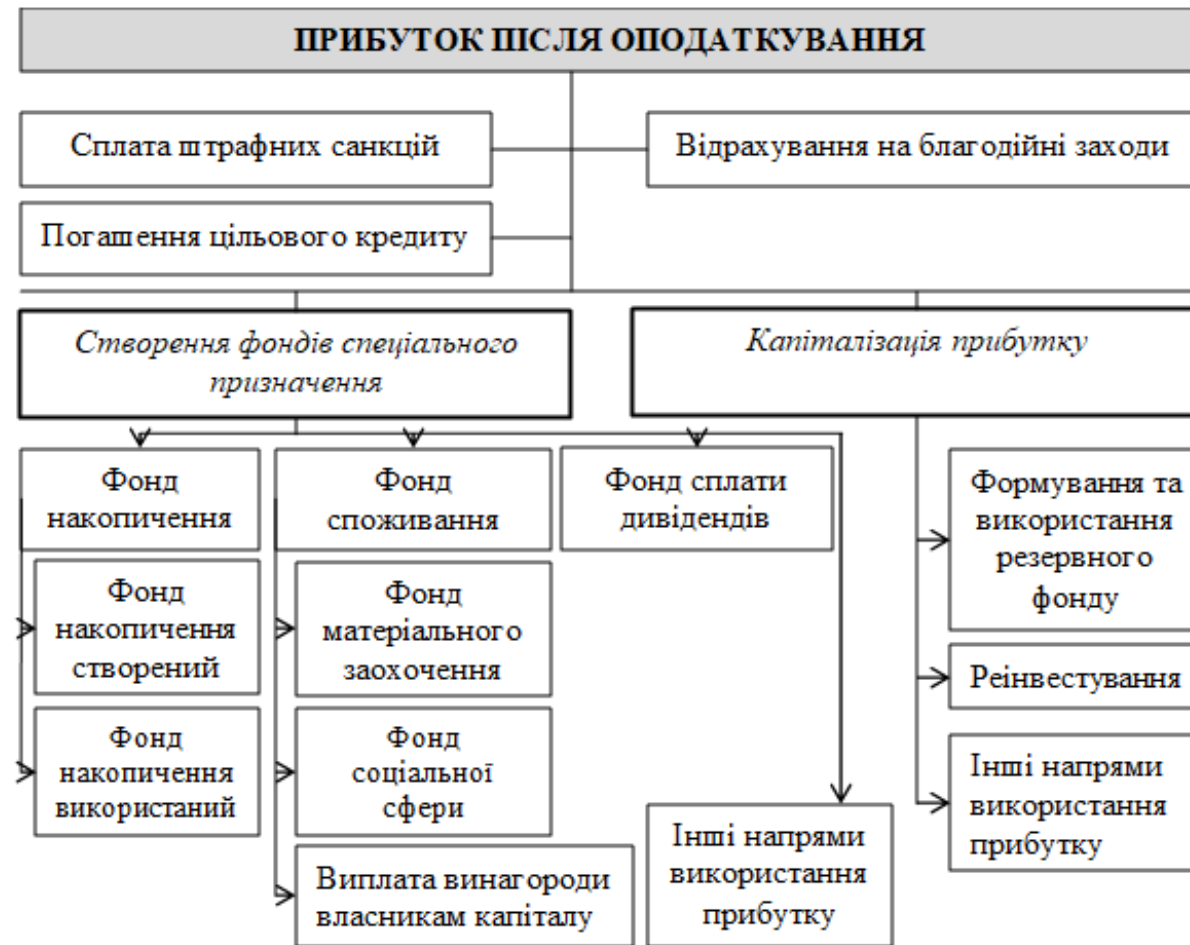 ПРИБУТОК ПІСЛЯ ОПОДАТКУВАННЯ
Сплата штрафних санкцій
Відрахування на благодійні заходи
Погашення цільового кредиту
Створення фондів спеціального
призначення
Капіталізація прибутку
Фонд
накопичення
Фонд
споживання
Фонд сплати
дивідендів
Формування та
використання
резервного
фонду
Фонд
накопичення
створений
Фонд
матеріального
заохочення
Реінвестування
Фонд
накопичення
використаний
Фонд
соціальної
сфери
Інші напрями
використання
прибутку
Виплата винагороди
власникам капіталу
Інші напрями
використання
прибутку